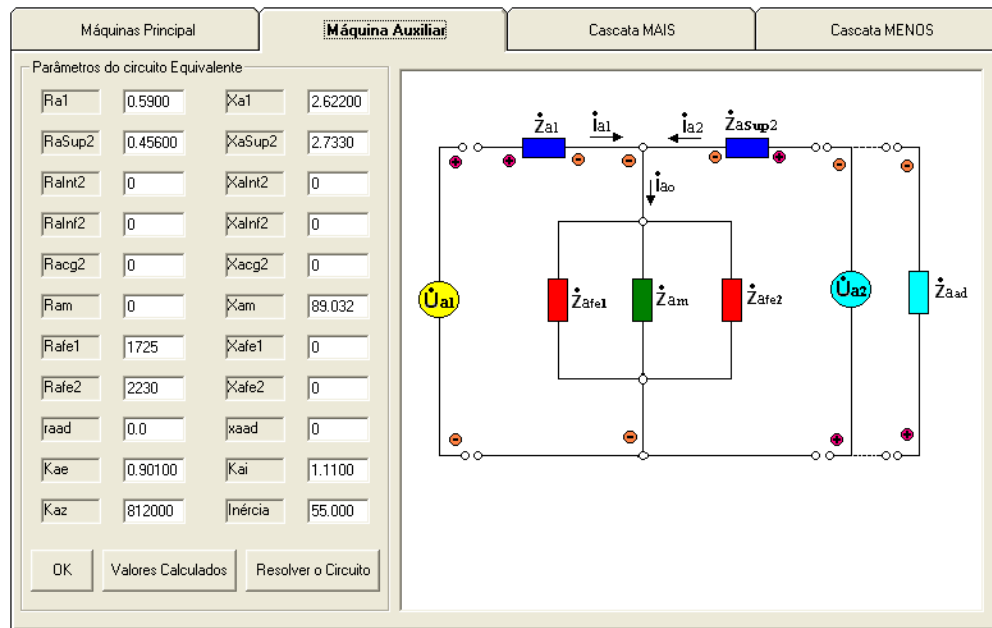 Máquinas Principal
Máquina Auxiliar
Cascata MAIS
Cascata MENOS
Parâmetros do circuito Equivalente
Ra1 0.5900 Xa1 2.62200
RaSup2 0.45600 XaSup2 2.7330
RaInt2 0 XaInt2 0
RaInf2 0 XaInf2 0
Racg2 0 Xacg2 0
Ram 0 Xam 89.032
Rafe1 1725 Xafe1 0
Rafe2 2230 Xafe2 0
raad 0.0 xaad 0
Kae 0.90100 Kai 1.1100
Kaz 812000 Inércia 55.000
OK
Valores Calculados
Resolver o Circuito
Ża1 i̇a1 i̇a2 ŻaSup2
i̇ao
U̇a1 Żafe1 Żam Żafe2 U̇a2 Żaad